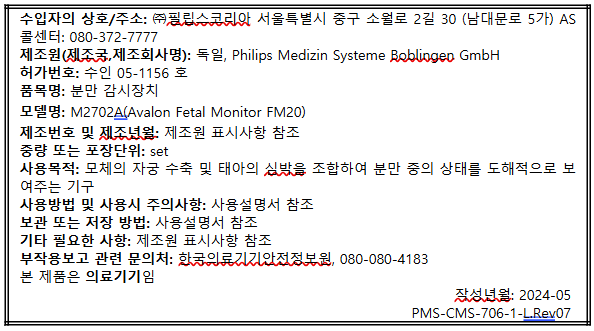 수입자의 상호/주소: ㈜필립스코리아 서울특별시 중구 소월로 2길 30 (남대문로 5가) AS
콜센터: 080-372-7777
제조원(제조국,제조회사명): 독일, Philips Medizin Systeme Boblingen GmbH
허가번호: 수인 05-1156 호
품목명: 분만 감시장치
모델명: M2702A(Avalon Fetal Monitor FM20)
제조번호 및 제조년월: 제조원 표시사항 참조
중량 또는 포장단위: set
사용목적: 모체의 자궁 수축 및 태아의 심박을 조합하여 분만 중의 상태를 도해적으로 보
여주는 기구
사용방법 및 사용시 주의사항: 사용설명서 참조
보관 또는 저장 방법: 사용설명서 참조
기타 필요한 사항: 제조원 표시사항 참조
부작용보고 관련 문의처: 한국의료기기안전정보원, 080-080-4183
본 제품은 의료기기임
작성년월: 2024-05
PMS-CMS-706-1-L.Rev07